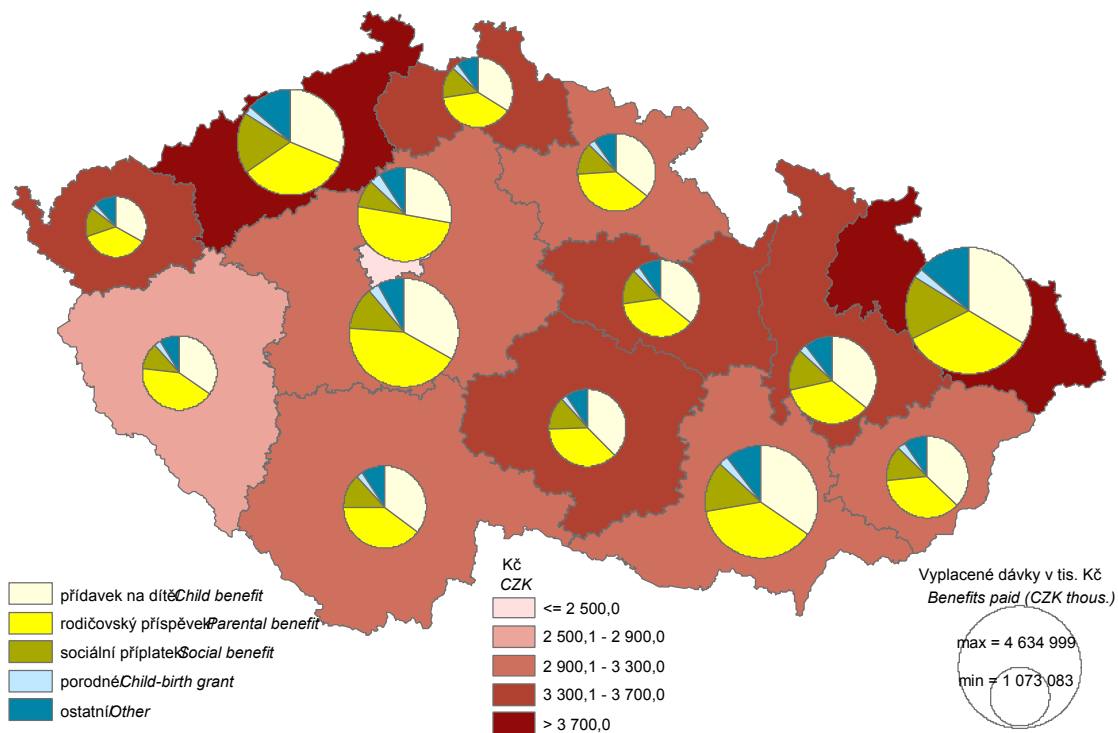 přídavek na dítě/Child benefit
rodičovský příspěvek/Parental benefit
sociální příplatek/Social benefit
porodné/Child-birth grant
ostatní/Other
Kč
CZK
<= 2 500,0
2 500,1 - 2 900,0
2 900,1 - 3 300,0
3 300,1 - 3 700,0
> 3 700,0
Vyplacené dávky v tis. Kč
Benefits paid (CZK thous.)
max = 4 634 999
min = 1 073 083